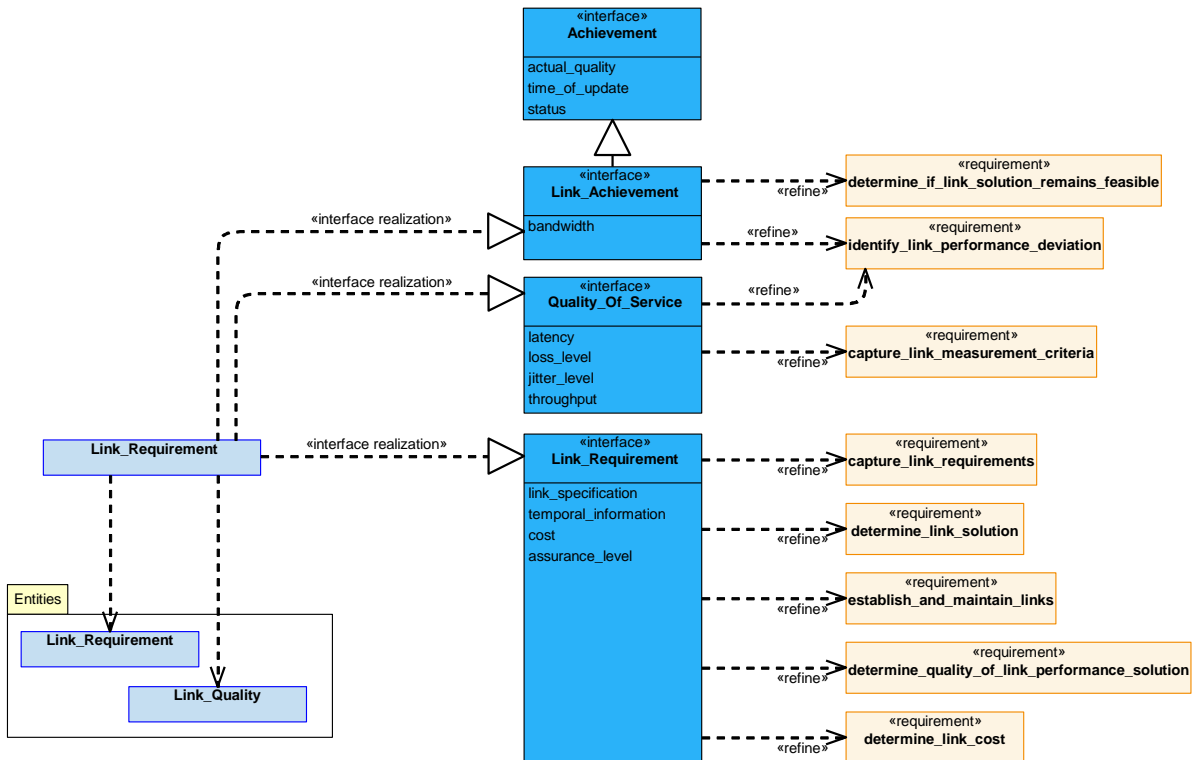 «interface»
Achievement
actual_quality
time_of_update
status
«interface»
Link_Achievement
bandwidth
«requirement»
determine_if_link_solution_remains_feasible
«refine»
«interface realization»
«refine»
«requirement»
identify_link_performance_deviation
«interface realization»
«interface»
Quality_Of_Service
latency
loss_level
jitter_level
throughput
«refine»
«requirement»
capture_link_measurement_criteria
«refine»
Link_Requirement
«interface realization»
«interface»
Link_Requirement
link_specification
temporal_information
cost
assurance_level
«requirement»
capture_link_requirements
«refine»
«requirement»
determine_link_solution
«refine»
«requirement»
establish_and_maintain_links
«refine»
«requirement»
determine_quality_of_link_performance_solution
«refine»
«requirement»
determine_link_cost
«refine»
Entities
Link_Requirement
Link_Quality